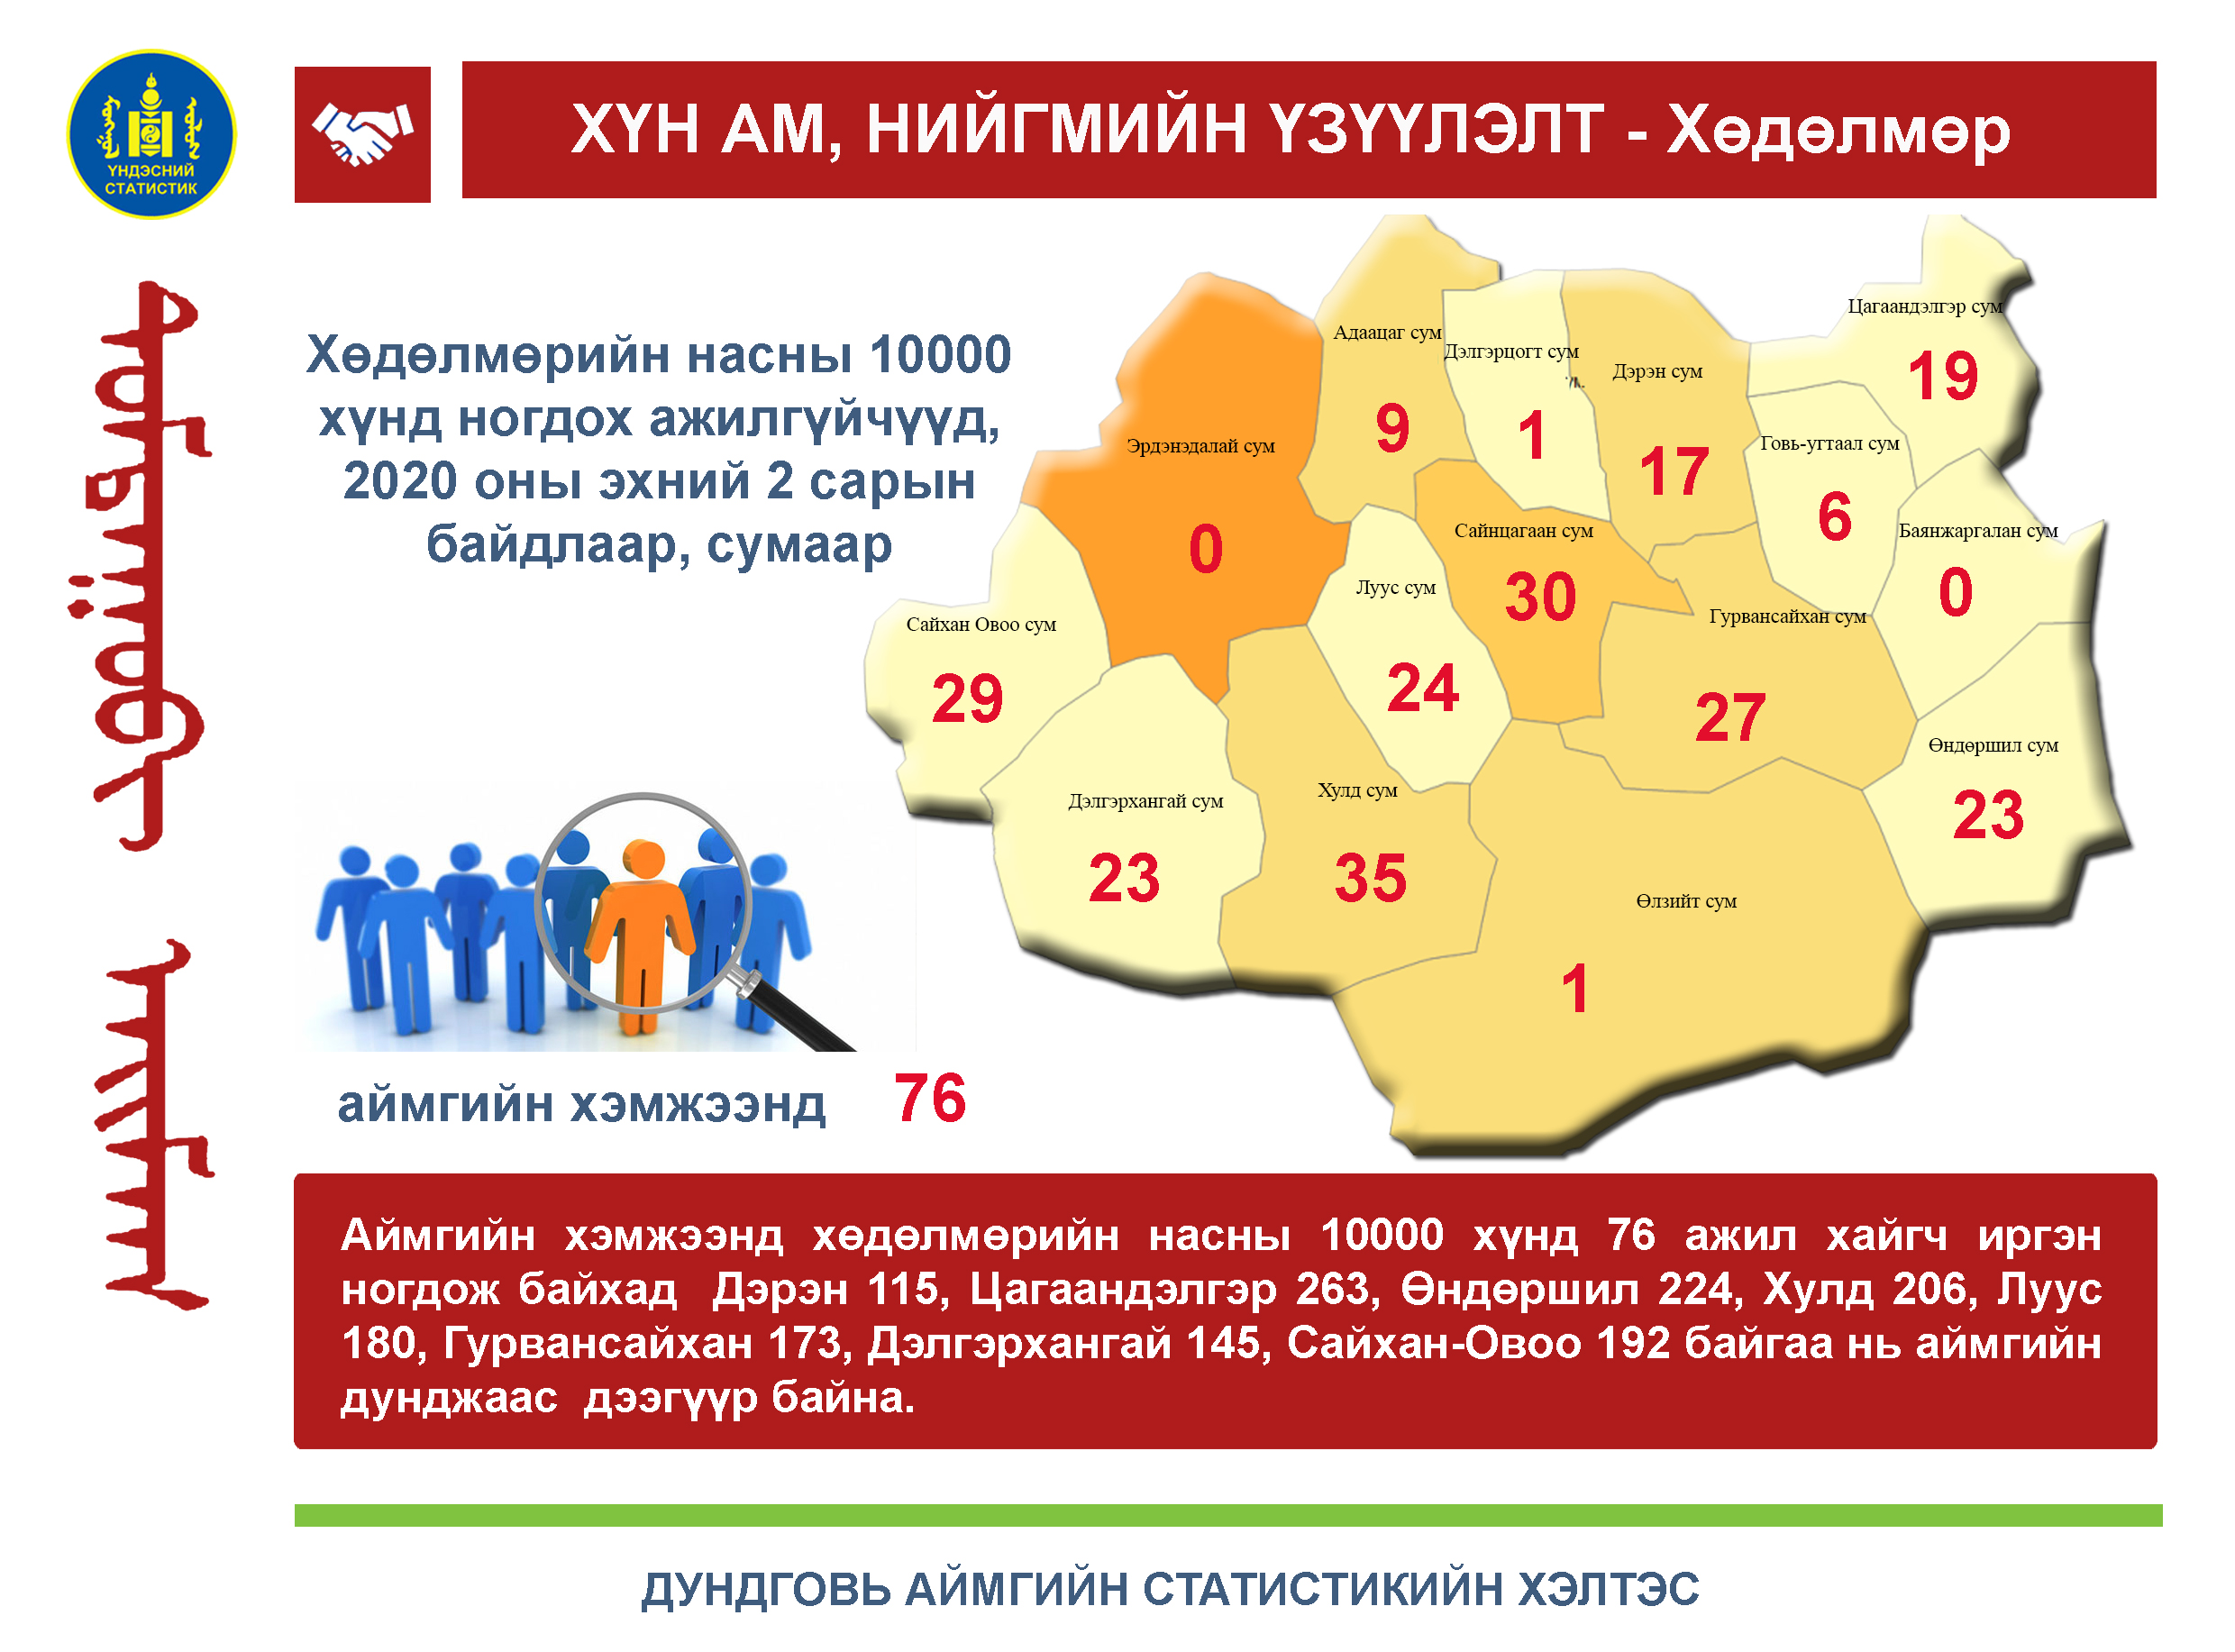 ҮНДЭСНИЙ
СТАТИСТИК
ХҮН АМ, НИЙГМИЙН ҮЗҮҮЛЭЛТ - Хөдөлмөр
Хөдөлмөрийн насны 10000
хүнд ногдох ажилгүйчүүд,
2020 оны эхний 2 сарын
байдлаар, сумаар
Цагаандэлгэр сум
19
Адаацаг сум
9
Дэлгэрцогт сум
1
Дэрэн сум
17
Говь-угтаал сум
6
Эрдэнэдалай сум
0
Сайнцагаан сум
30
Баянжаргалан сум
0
Луус сум
24
Гурвансайхан сум
27
Сайхан Овоо сум
29
Өндөршил сум
23
Дэлгэрхангай сум
23
Хулд сум
35
Өлзийт сум
1
аймгийн хэмжээнд 76
Аймгийн хэмжээнд хөдөлмөрийн насны 10000 хүнд 76 ажил хайгч иргэн
ногдож байхад Дэрэн 115, Цагаандэлгэр 263, Өндөршил 224, Хулд 206, Луус
180, Гурвансайхан 173, Дэлгэрхангай 145, Сайхан-Овоо 192 байгаа нь аймгийн
дунджаас дээгүүр байна.
ДУНДГОВЬ АЙМГИЙН СТАТИСТИКИЙН ХЭЛТЭС